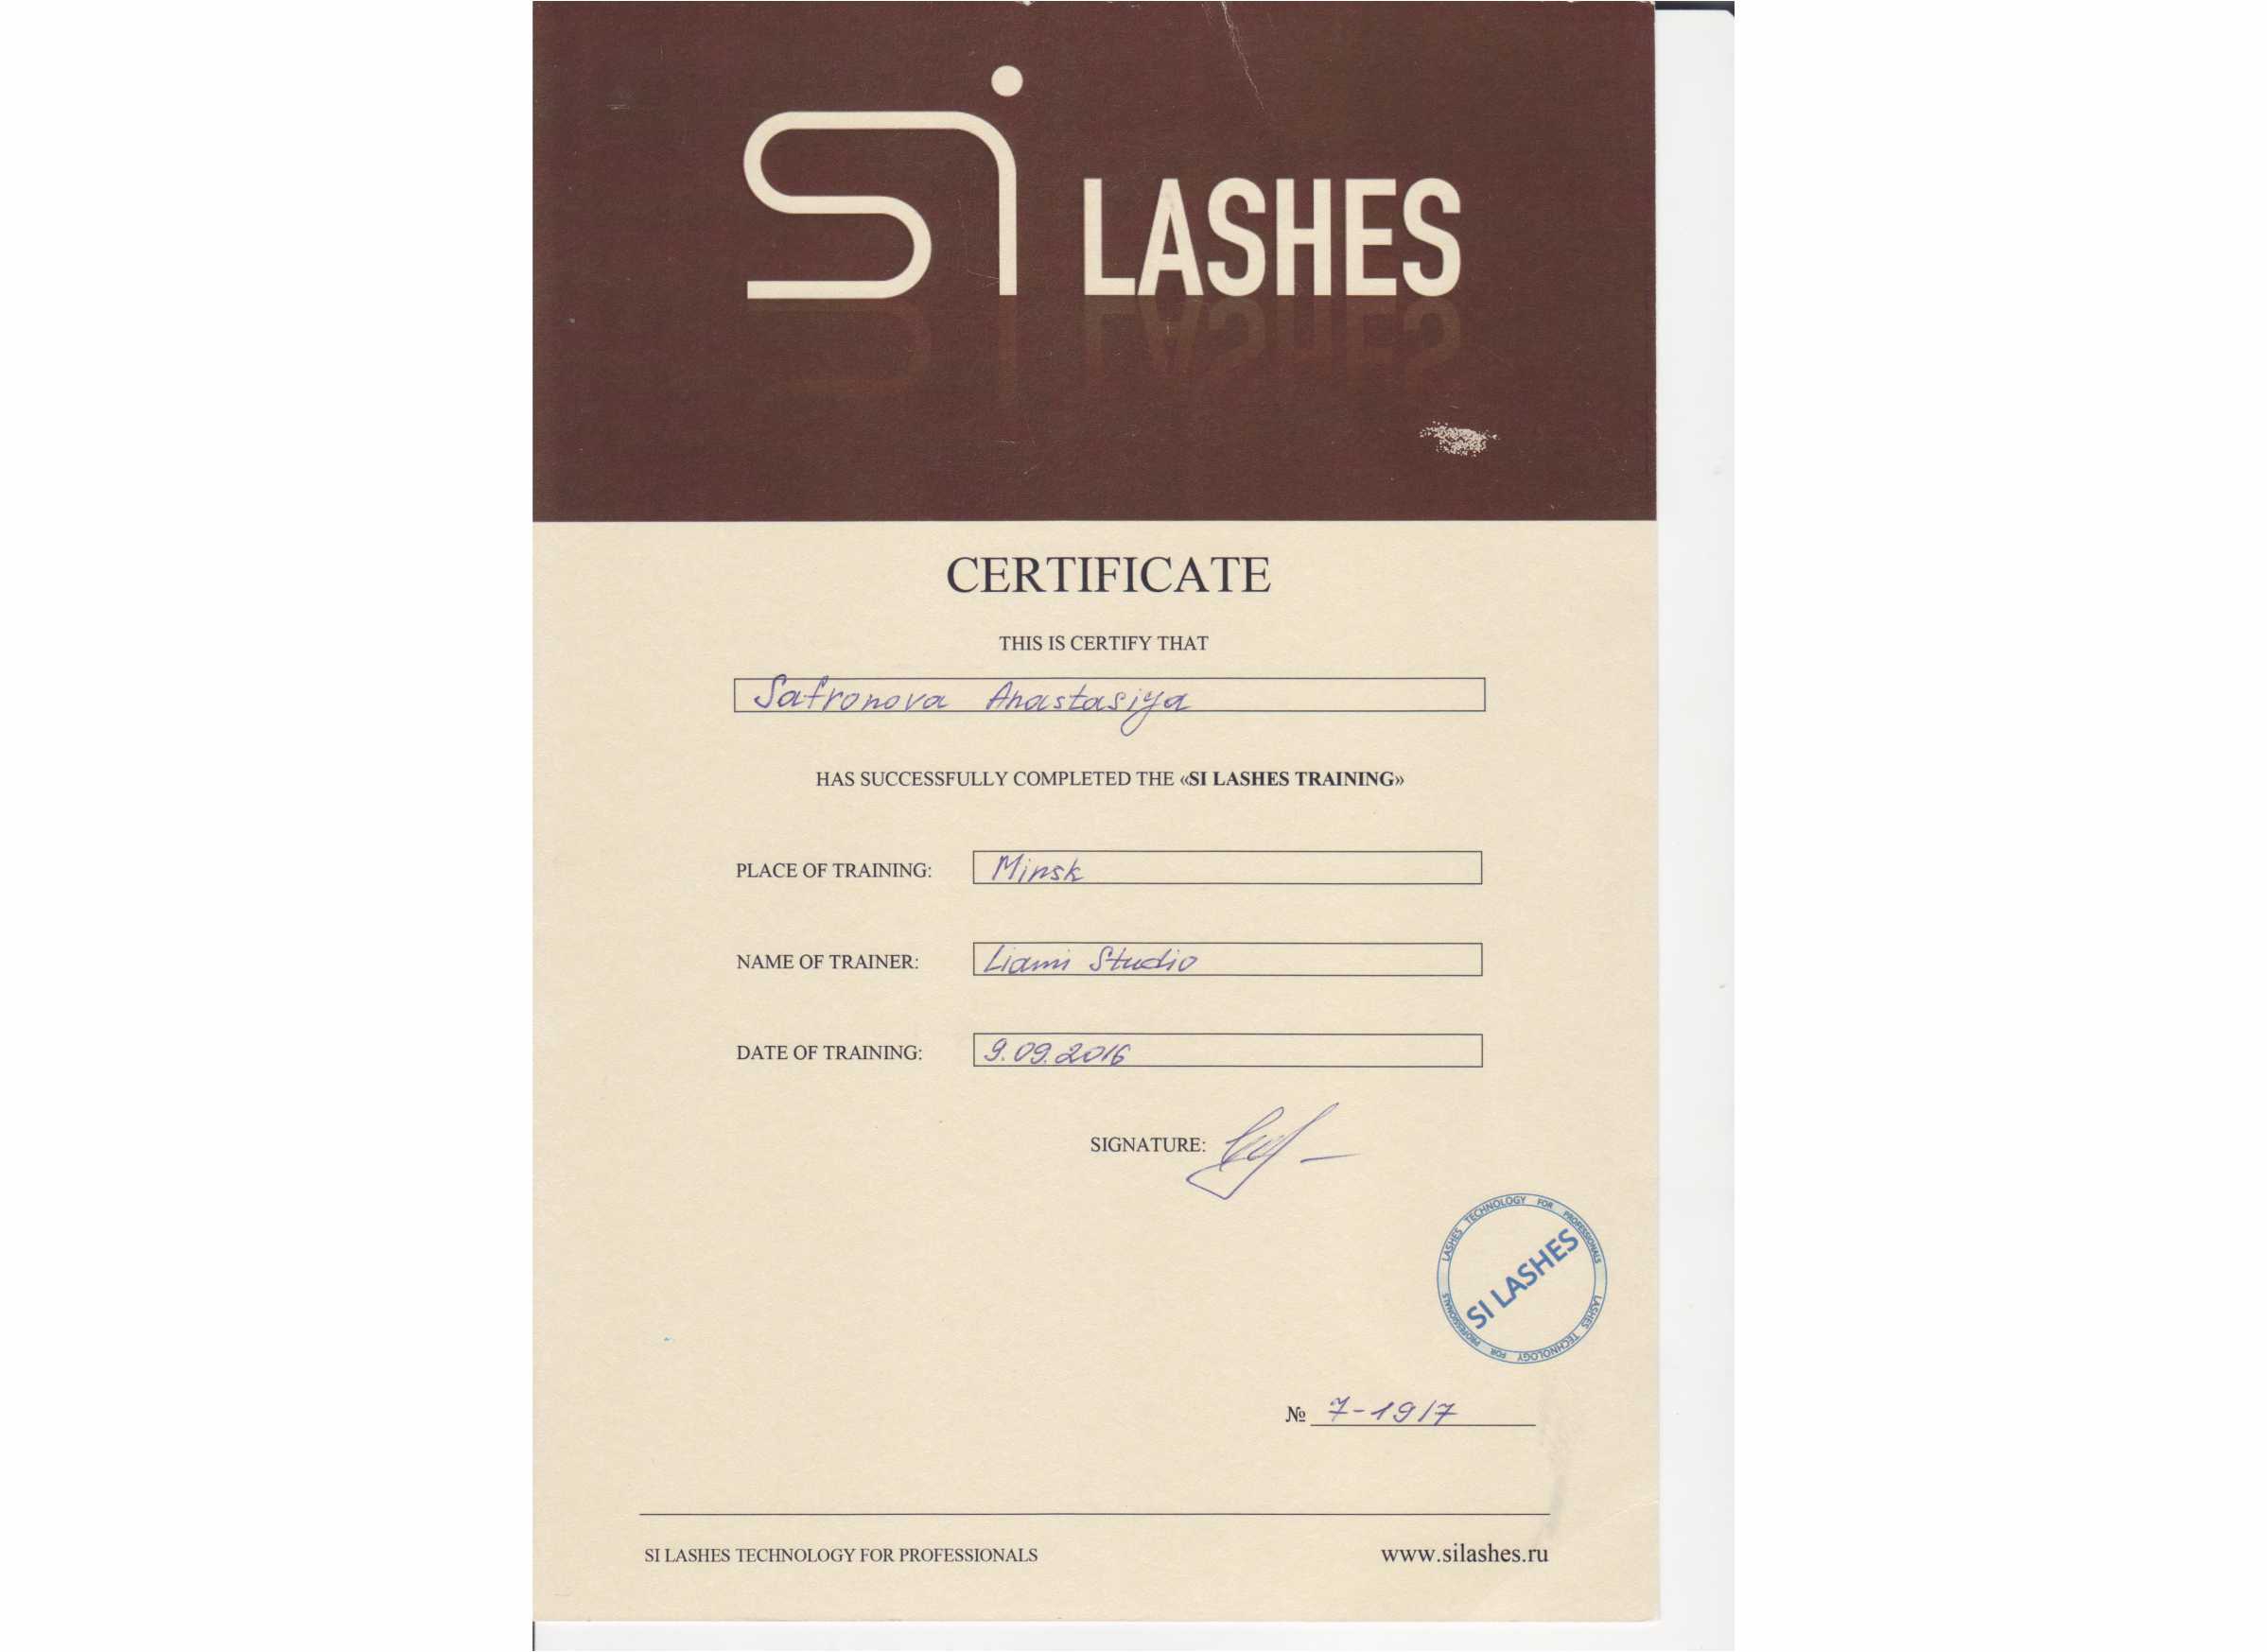 Si LASHES
CERTIFICATE
THIS IS CERTIFY THAT
Safronova Anastasiya
HAS SUCCESSFULLY COMPLETED THE «SI LASHES TRAINING»
PLACE OF TRAINING: Minsk
NAME OF TRAINER: Liami Studio
DATE OF TRAINING: 9.09.2016
SIGNATURE:
LASHES TECHNOLOGY FOR PROFESSIONALS LASHES TECHNOLOGY FOR PROFESSIONALS
SI LASHES
№ 7-19/7
SI LASHES TECHNOLOGY FOR PROFESSIONALS www.silashes.ru